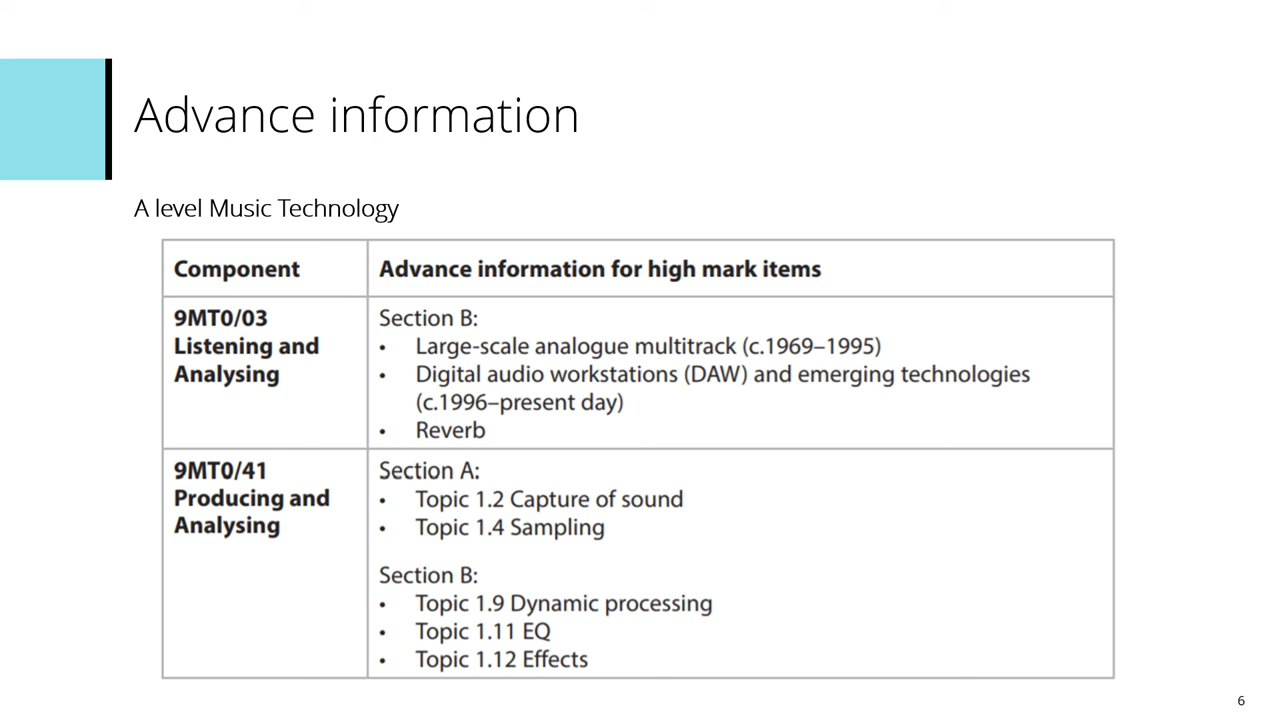 Advance information
A level Music Technology
Component
Advance information for high mark items
9MT0/03
Listening and
Analysing
Section B:
• Large-scale analogue multitrack (c.1969–1995)
• Digital audio workstations (DAW) and emerging technologies
(c.1996–present day)
• Reverb
9MT0/41
Producing and
Analysing
Section A:
• Topic 1.2 Capture of sound
• Topic 1.4 Sampling
Section B:
• Topic 1.9 Dynamic processing
• Topic 1.11 EQ
• Topic 1.12 Effects
6